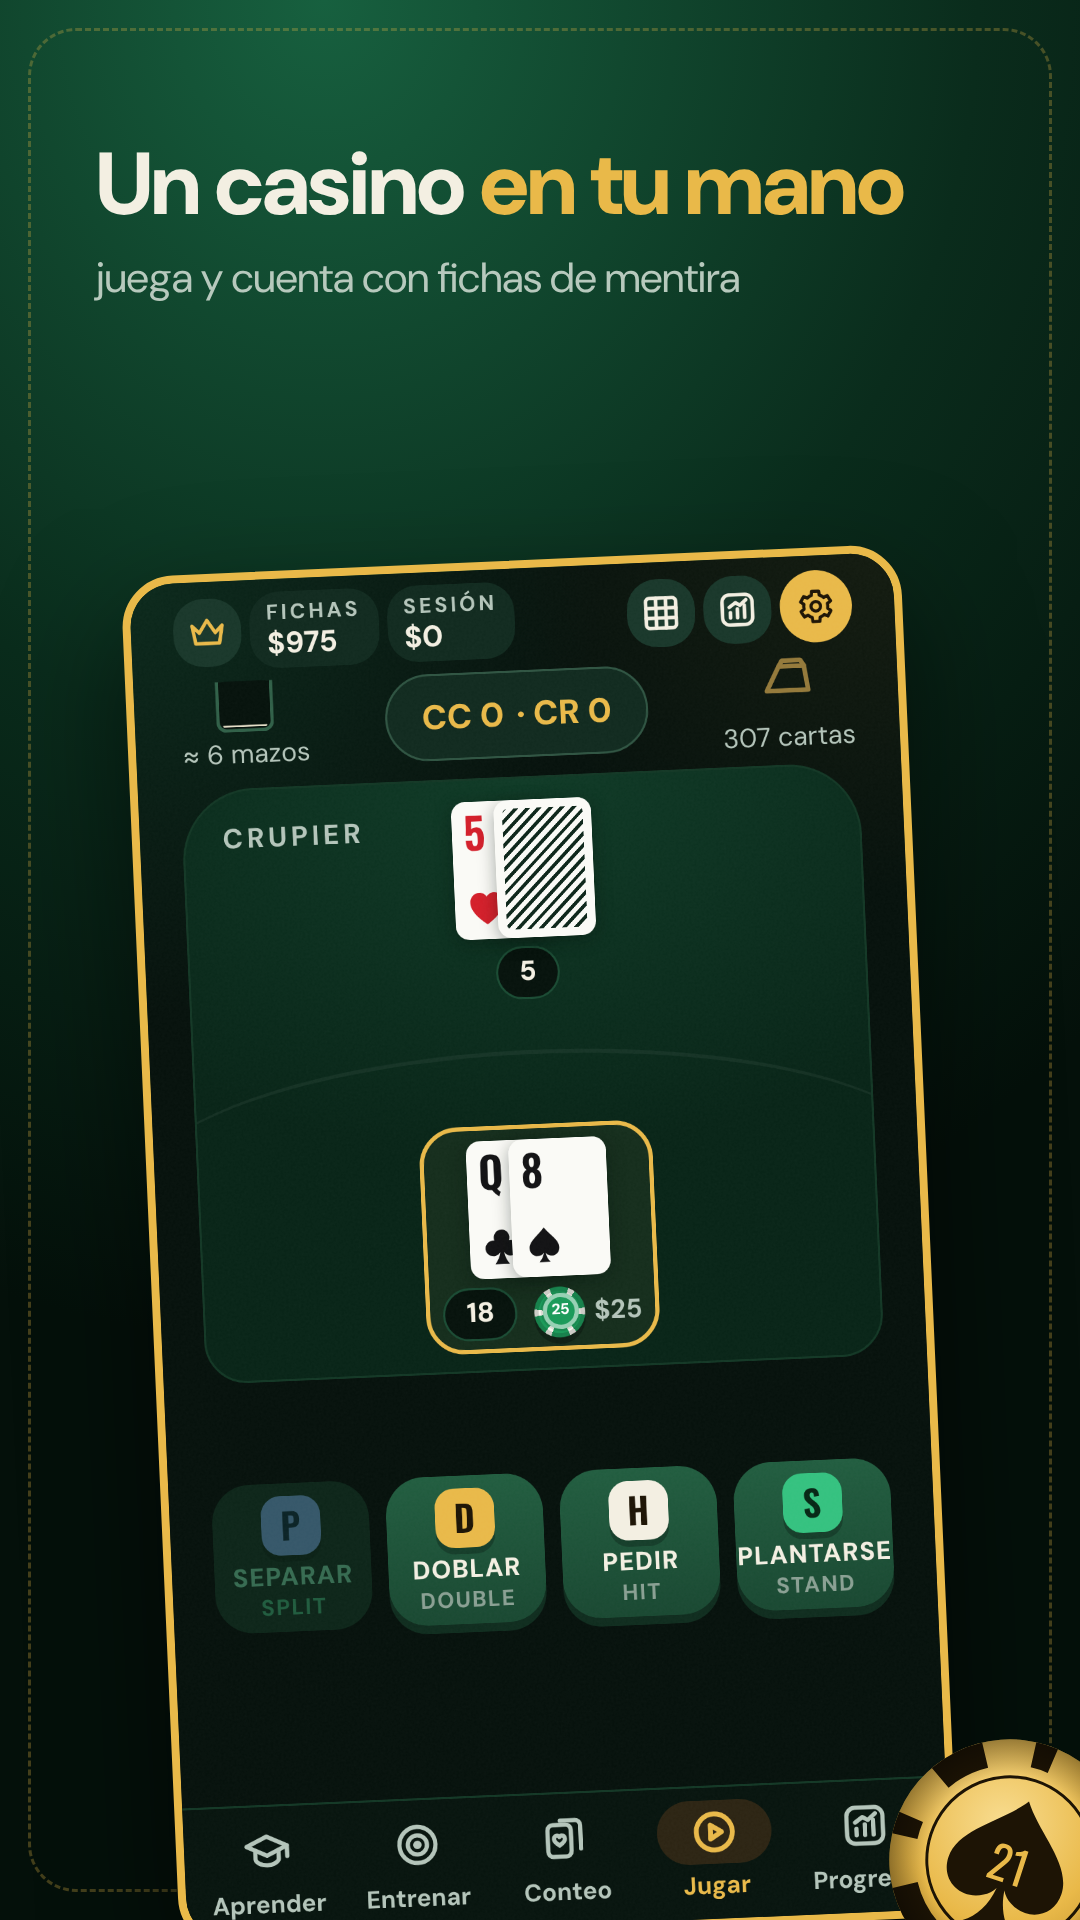 Un casino en tu mano
juega y cuenta con fichas de mentira
FICHAS
$975
SESIÓN
$0
≈ 6 mazos
CC 0 · CR 0
307 cartas
CRUPIER
5
5
Q 8
18
25
$25
P
SEPARAR
SPLIT
D
DOBLAR
DOUBLE
H
PEDIR
HIT
S
PLANTARSE
STAND
Aprender
Entrenar
Conteo
Jugar
Progre
21